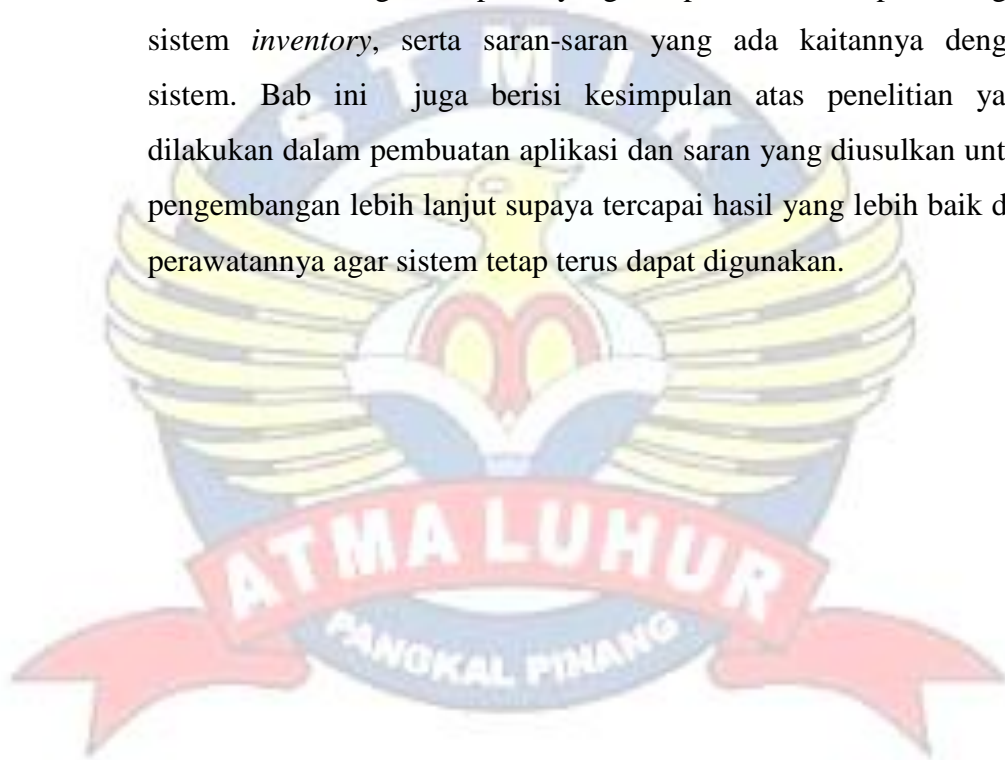 sistem inventory, serta saran-saran yang ada kaitannya deng
sistem. Bab ini juga berisi kesimpulan atas penelitian ya
dilakukan dalam pembuatan aplikasi dan saran yang diusulkan unt
pengembangan lebih lanjut supaya tercapai hasil yang lebih baik d
perawatannya agar sistem tetap terus dapat digunakan.
STMIK
ATMA LUHUR
PANGKAL PINANG